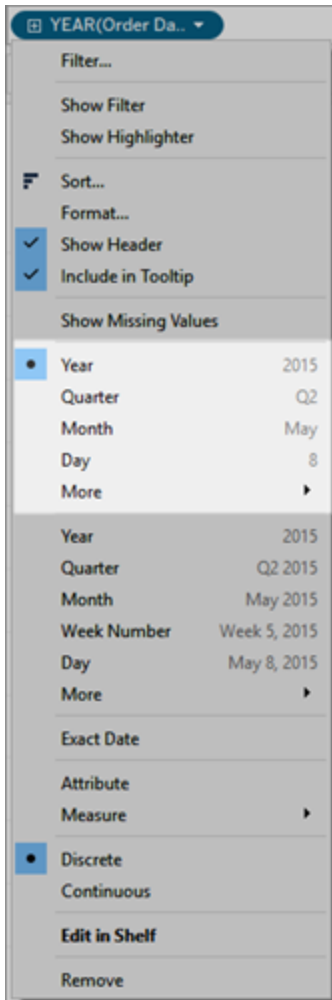 YEAR(Order Da..
Filter...
Show Filter
Show Highlighter
Sort...
Format...
Show Header
Include in Tooltip
Show Missing Values
Year 2015
Quarter Q2
Month May
Day 8
More
Year 2015
Quarter Q2 2015
Month May 2015
Week Number Week 5, 2015
Day May 8, 2015
More
Exact Date
Attribute
Measure
Discrete
Continuous
Edit in Shelf
Remove